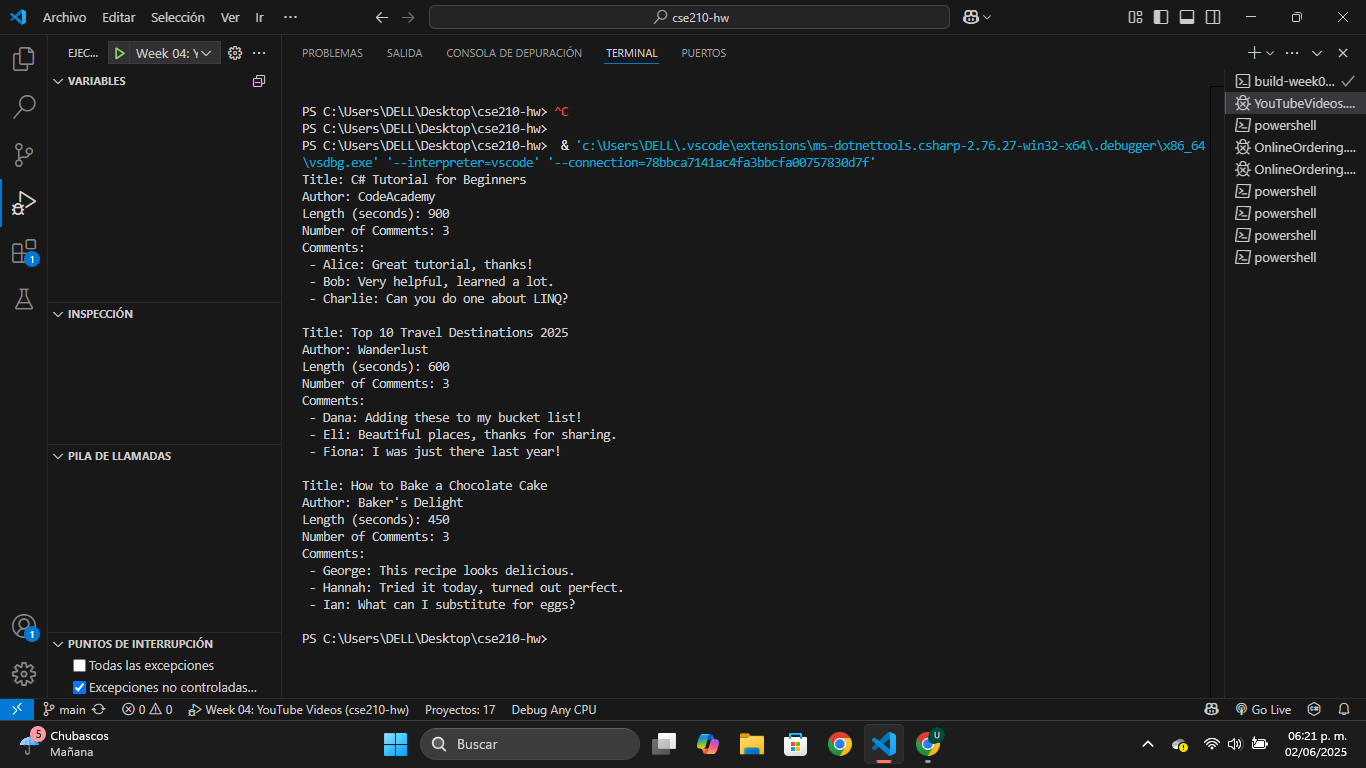 Archivo Editar Selección Ver Ir ···
cse210-hw
EJEC... Week 04: Y ···
VARIABLES
INSPECCIÓN
PILA DE LLAMADAS
PUNTOS DE INTERRUPCIÓN
Todas las excepciones
Excepciones no controladas...
1
1
PROBLEMAS SALIDA CONSOLA DE DEPURACIÓN TERMINAL PUERTOS
PS C:\Users\DELL\Desktop\cse210-hw> ^C
PS C:\Users\DELL\Desktop\cse210-hw>
PS C:\Users\DELL\Desktop\cse210-hw>  & 'c:\Users\DELL\.vscode\extensions\ms-dotnettools.csharp-2.76.27-win32-x64\.debugger\x86_64
\vsdbg.exe' '--interpreter=vscode' '--connection=78bbca7141ac4fa3bbcfa00757830d7f'
Title: C# Tutorial for Beginners
Author: CodeAcademy
Length (seconds): 900
Number of Comments: 3
Comments:
- Alice: Great tutorial, thanks!
- Bob: Very helpful, learned a lot.
- Charlie: Can you do one about LINQ?
Title: Top 10 Travel Destinations 2025
Author: Wanderlust
Length (seconds): 600
Number of Comments: 3
Comments:
- Dana: Adding these to my bucket list!
- Eli: Beautiful places, thanks for sharing.
- Fiona: I was just there last year!
Title: How to Bake a Chocolate Cake
Author: Baker's Delight
Length (seconds): 450
Number of Comments: 3
Comments:
- George: This recipe looks delicious.
- Hannah: Tried it today, turned out perfect.
- Ian: What can I substitute for eggs?
PS C:\Users\DELL\Desktop\cse210-hw>
build-week0...
YouTubeVideos....
powershell
OnlineOrdering....
OnlineOrdering....
powershell
powershell
powershell
powershell
main 0 0 Week 04: YouTube Videos (cse210-hw) Proyectos: 17 Debug Any CPU Go Live
5
Chubascos
Mañana
Buscar
U
06:21 p. m.
02/06/2025